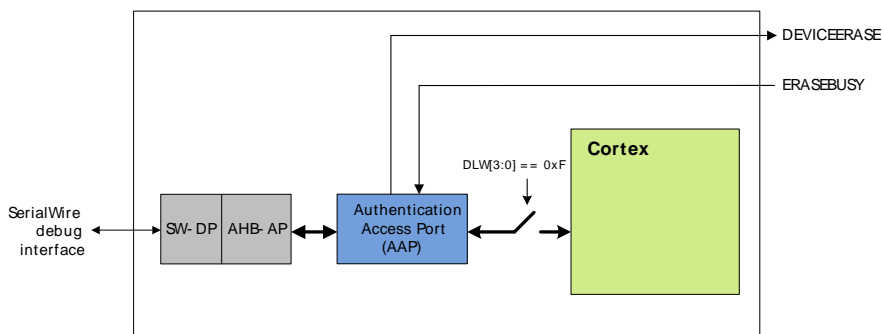 DEVICEERASE
ERASEBUSY
DLW[3:0] == 0xF
Cortex
SerialWire
debug
interface
SW-DP
AHB-AP
Authentication
Access Port
(AAP)